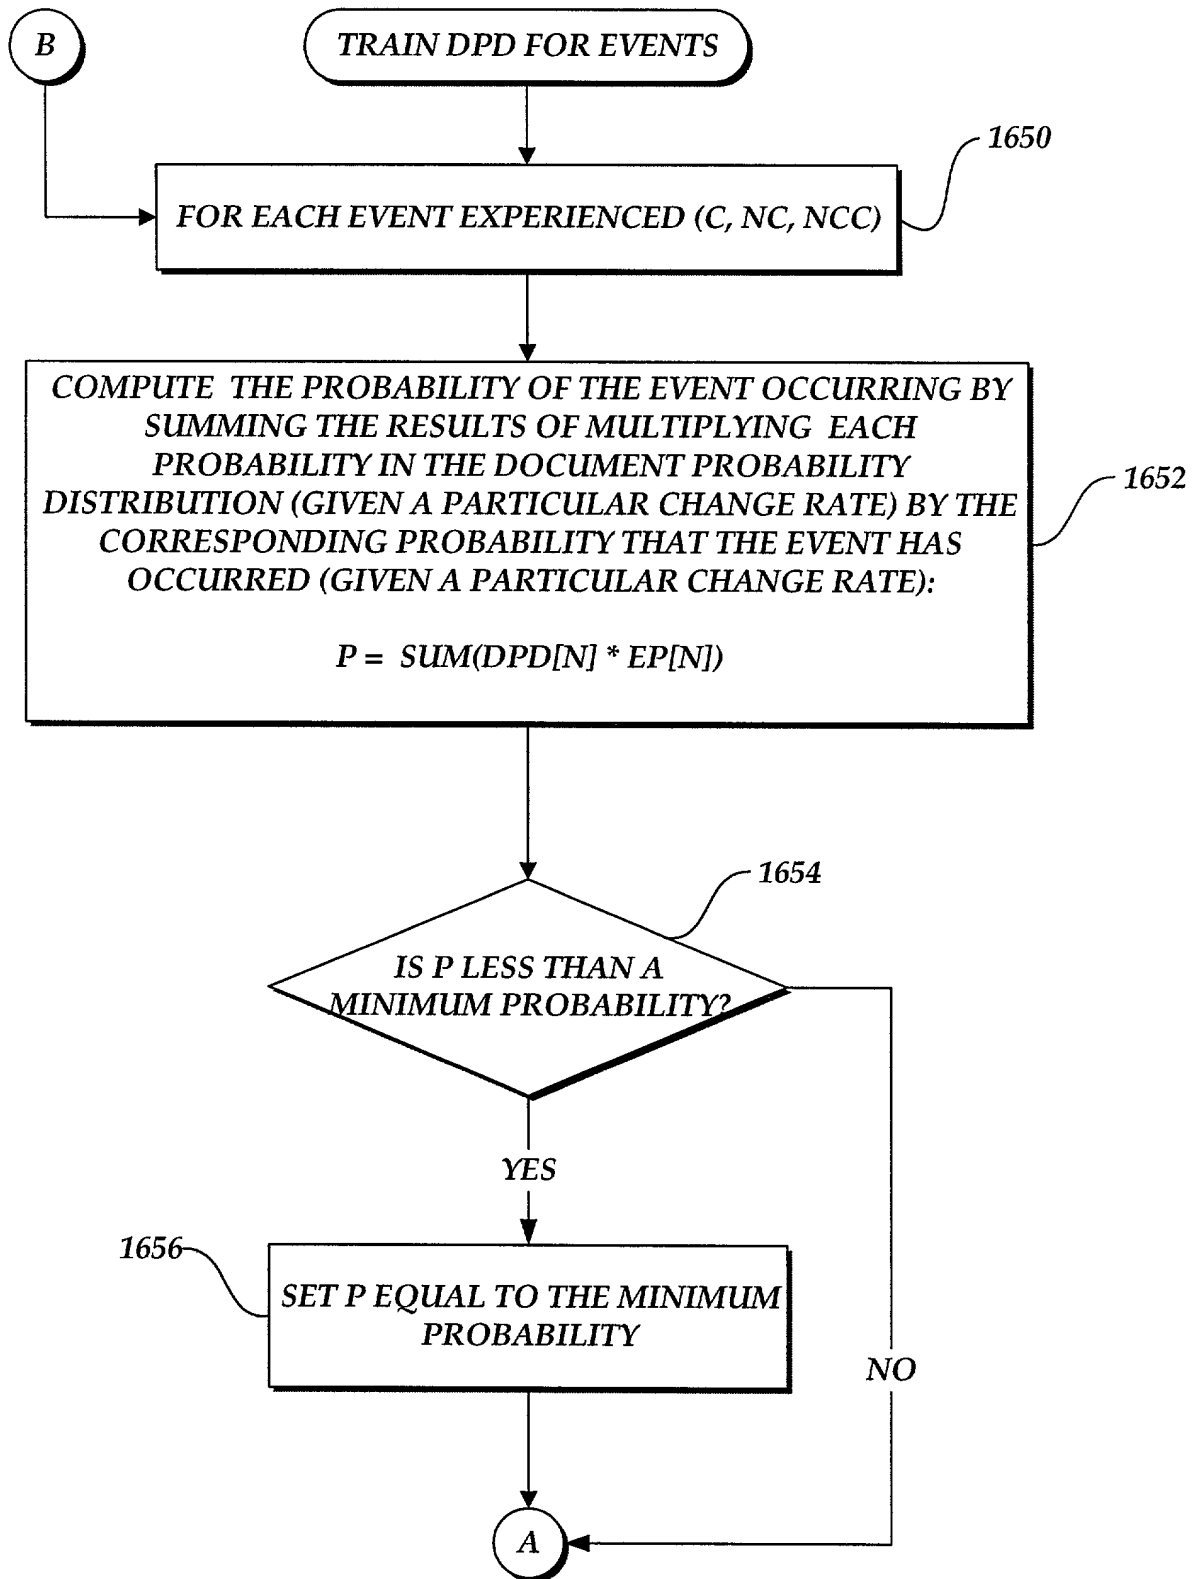 B
TRAIN DPD FOR EVENTS
1650
FOR EACH EVENT EXPERIENCED (C, NC, NCC)
COMPUTE THE PROBABILITY OF THE EVENT OCCURRING BY
SUMMING THE RESULTS OF MULTIPLYING EACH
PROBABILITY IN THE DOCUMENT PROBABILITY
DISTRIBUTION (GIVEN A PARTICULAR CHANGE RATE) BY THE
CORRESPONDING PROBABILITY THAT THE EVENT HAS
OCCURRED (GIVEN A PARTICULAR CHANGE RATE):
P = SUM(DPD[N] * EP[N])
1652
1654
IS P LESS THAN A
MINIMUM PROBABILITY?
YES
1656
SET P EQUAL TO THE MINIMUM
PROBABILITY
NO
A